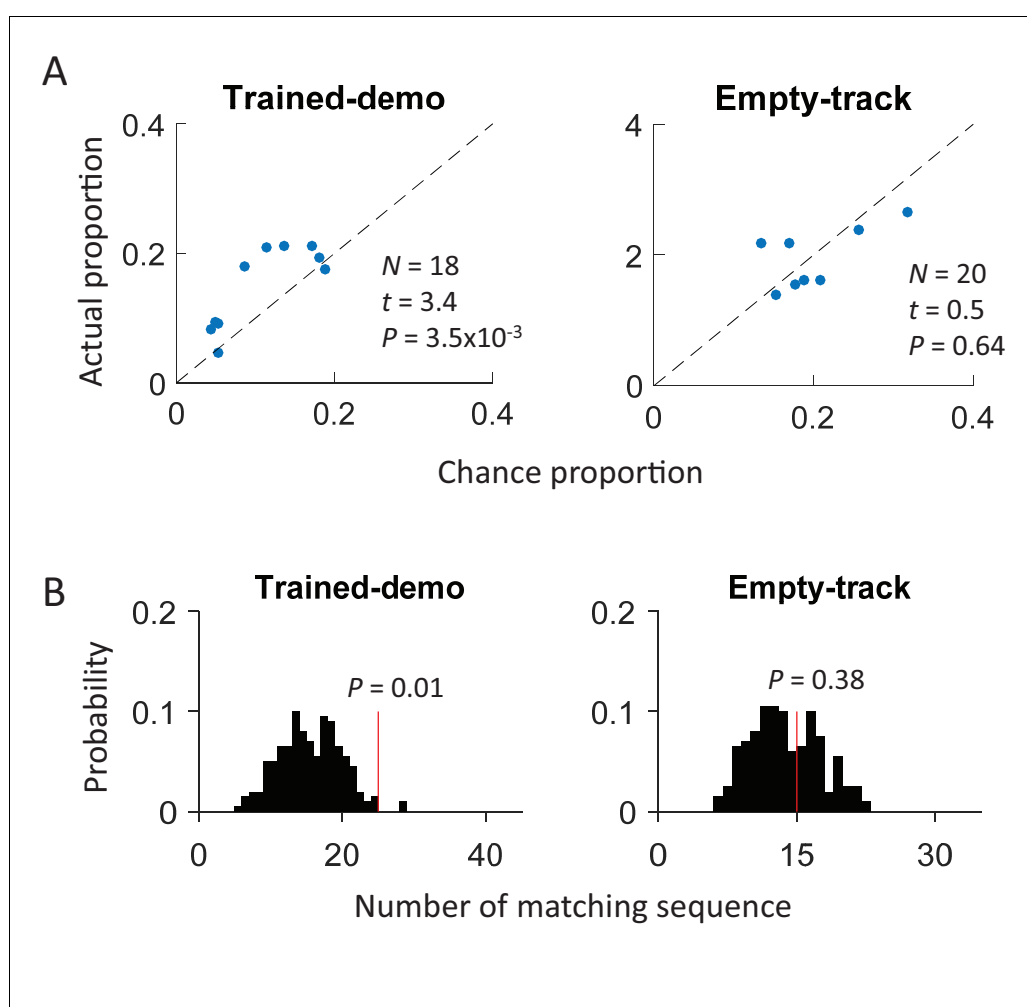 A
Trained-demo
Actual proportion
0.4
0.2
0
0
0.2
0.4
N = 18
t = 3.4
P = 3.5x10-3
Empty-track
4
2
0
0
0.2
0.4
N = 20
t = 0.5
P = 0.64
Chance proportion
B
Trained-demo
Probability
0.2
0.1
0
P = 0.01
0
20
40
Empty-track
0.2
0.1
0
P = 0.38
0
15
30
Number of matching sequence